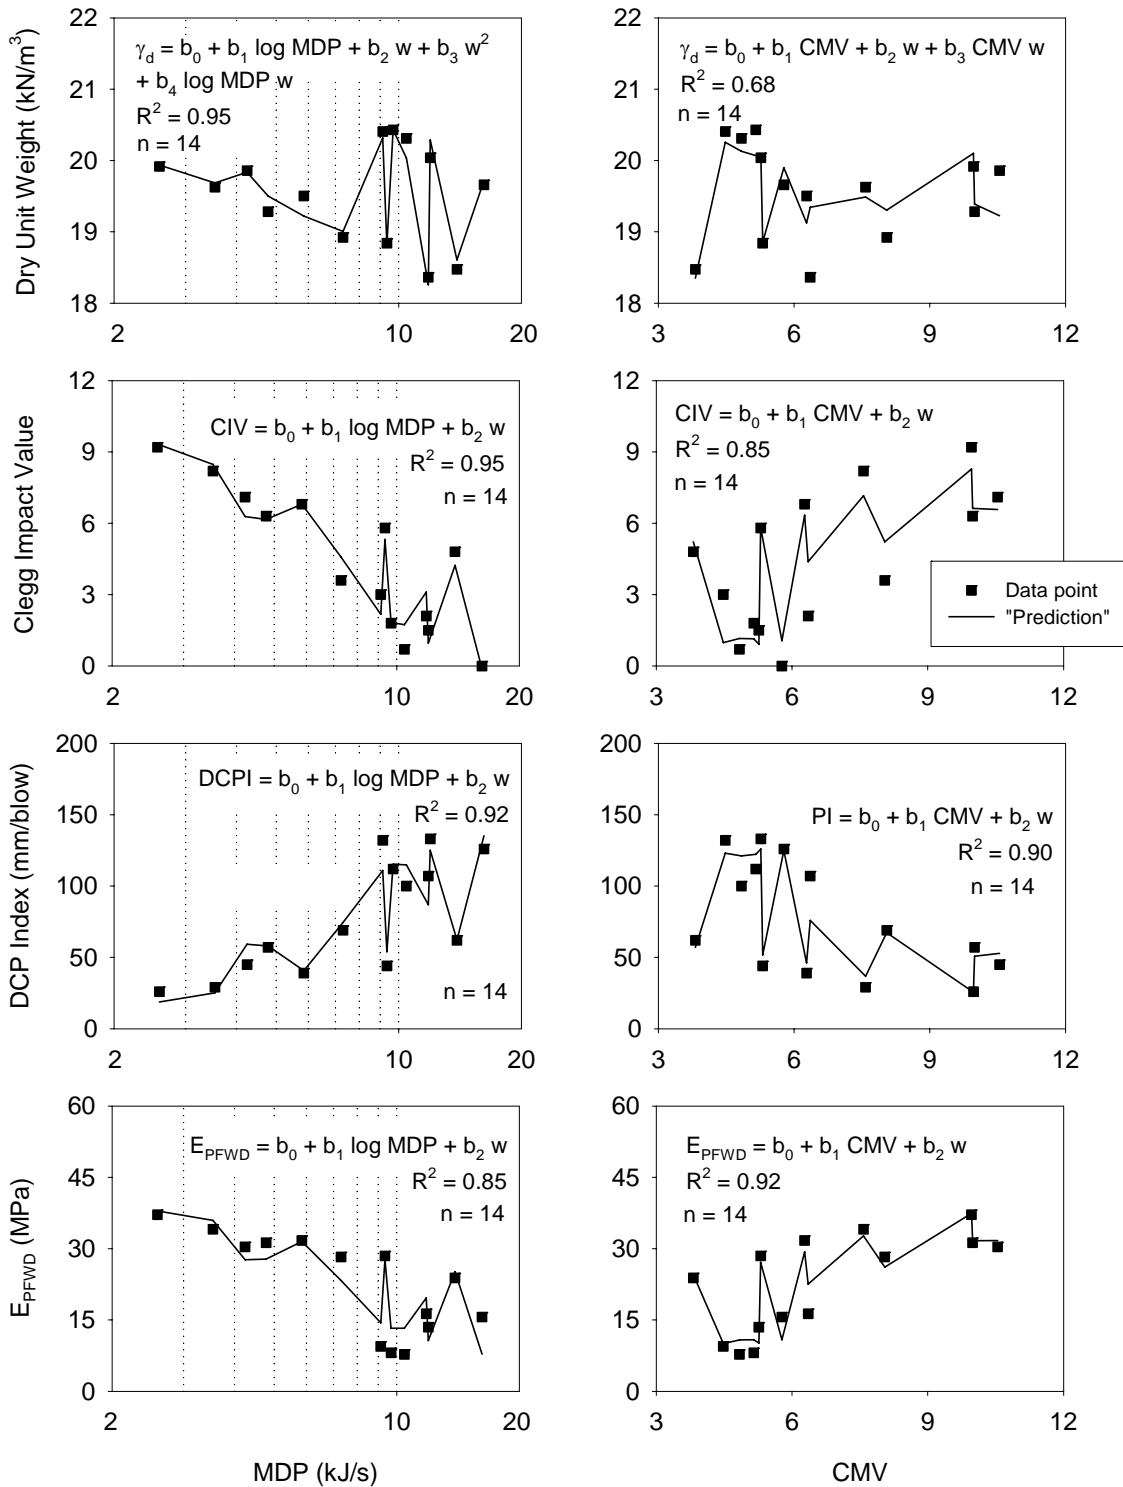 Dry Unit Weight (kN/m³)
22
21
20
19
18
γd = b0 + b1 log MDP + b2 w + b3 w²
+ b4 log MDP w
R² = 0.95
n = 14
2
10
20
γd = b0 + b1 CMV + b2 w + b3 CMV w
R² = 0.68
n = 14
3
6
9
12
Clegg Impact Value
12
9
6
3
0
CIV = b0 + b1 log MDP + b2 w
R² = 0.95
n = 14
2
10
20
12
9
6
3
0
CIV = b0 + b1 CMV + b2 w
R² = 0.85
n = 14
Data point
"Prediction"
3
6
9
12
DCP Index (mm/blow)
200
150
100
50
0
DCPI = b0 + b1 log MDP + b2 w
R² = 0.92
n = 14
2
10
20
200
150
100
50
0
PI = b0 + b1 CMV + b2 w
R² = 0.90
n = 14
3
6
9
12
EPFWD (MPa)
60
45
30
15
0
EPFWD = b0 + b1 log MDP + b2 w
R² = 0.85
n = 14
2
10
20
MDP (kJ/s)
60
45
30
15
0
EPFWD = b0 + b1 CMV + b2 w
R² = 0.92
n = 14
3
6
9
12
CMV